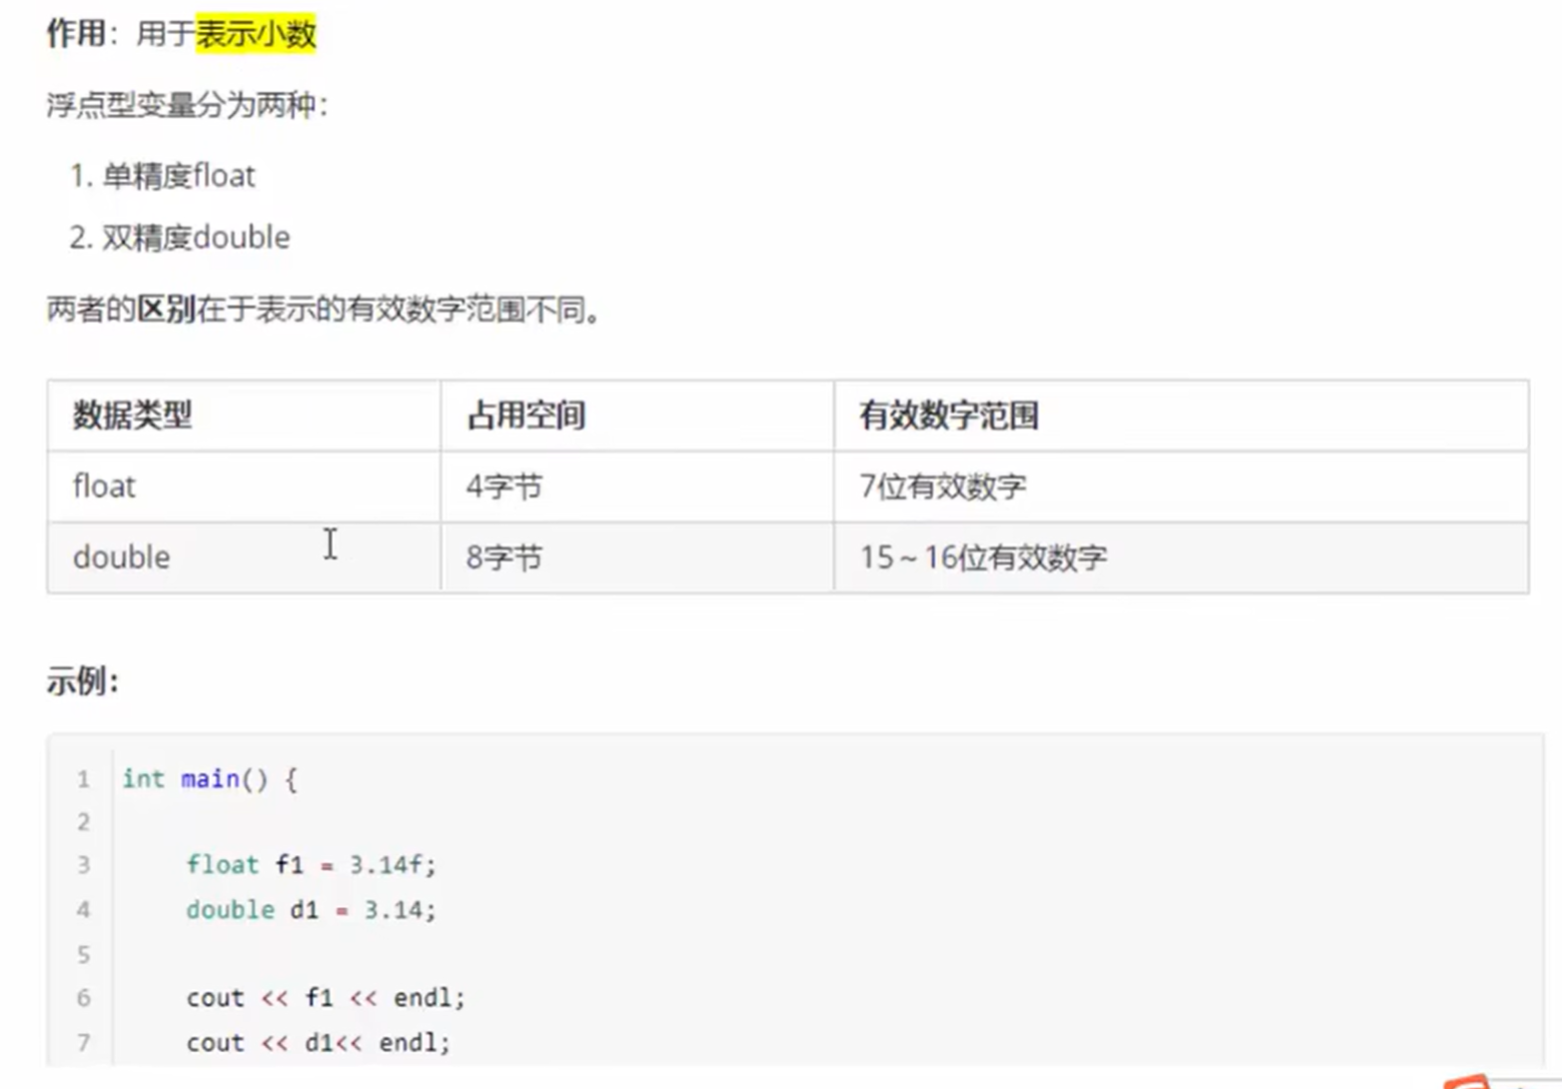 作用：用于表示小数
浮点型变量分为两种：
1. 单精度float
2. 双精度double
两者的区别在于表示的有效数字范围不同。
数据类型 占用空间 有效数字范围
float 4字节 7位有效数字
double 8字节 15～16位有效数字
示例：
1 int main() {
2
3 float f1 = 3.14f;
4 double d1 = 3.14;
5
6 cout << f1 << endl;
7 cout << d1<< endl;